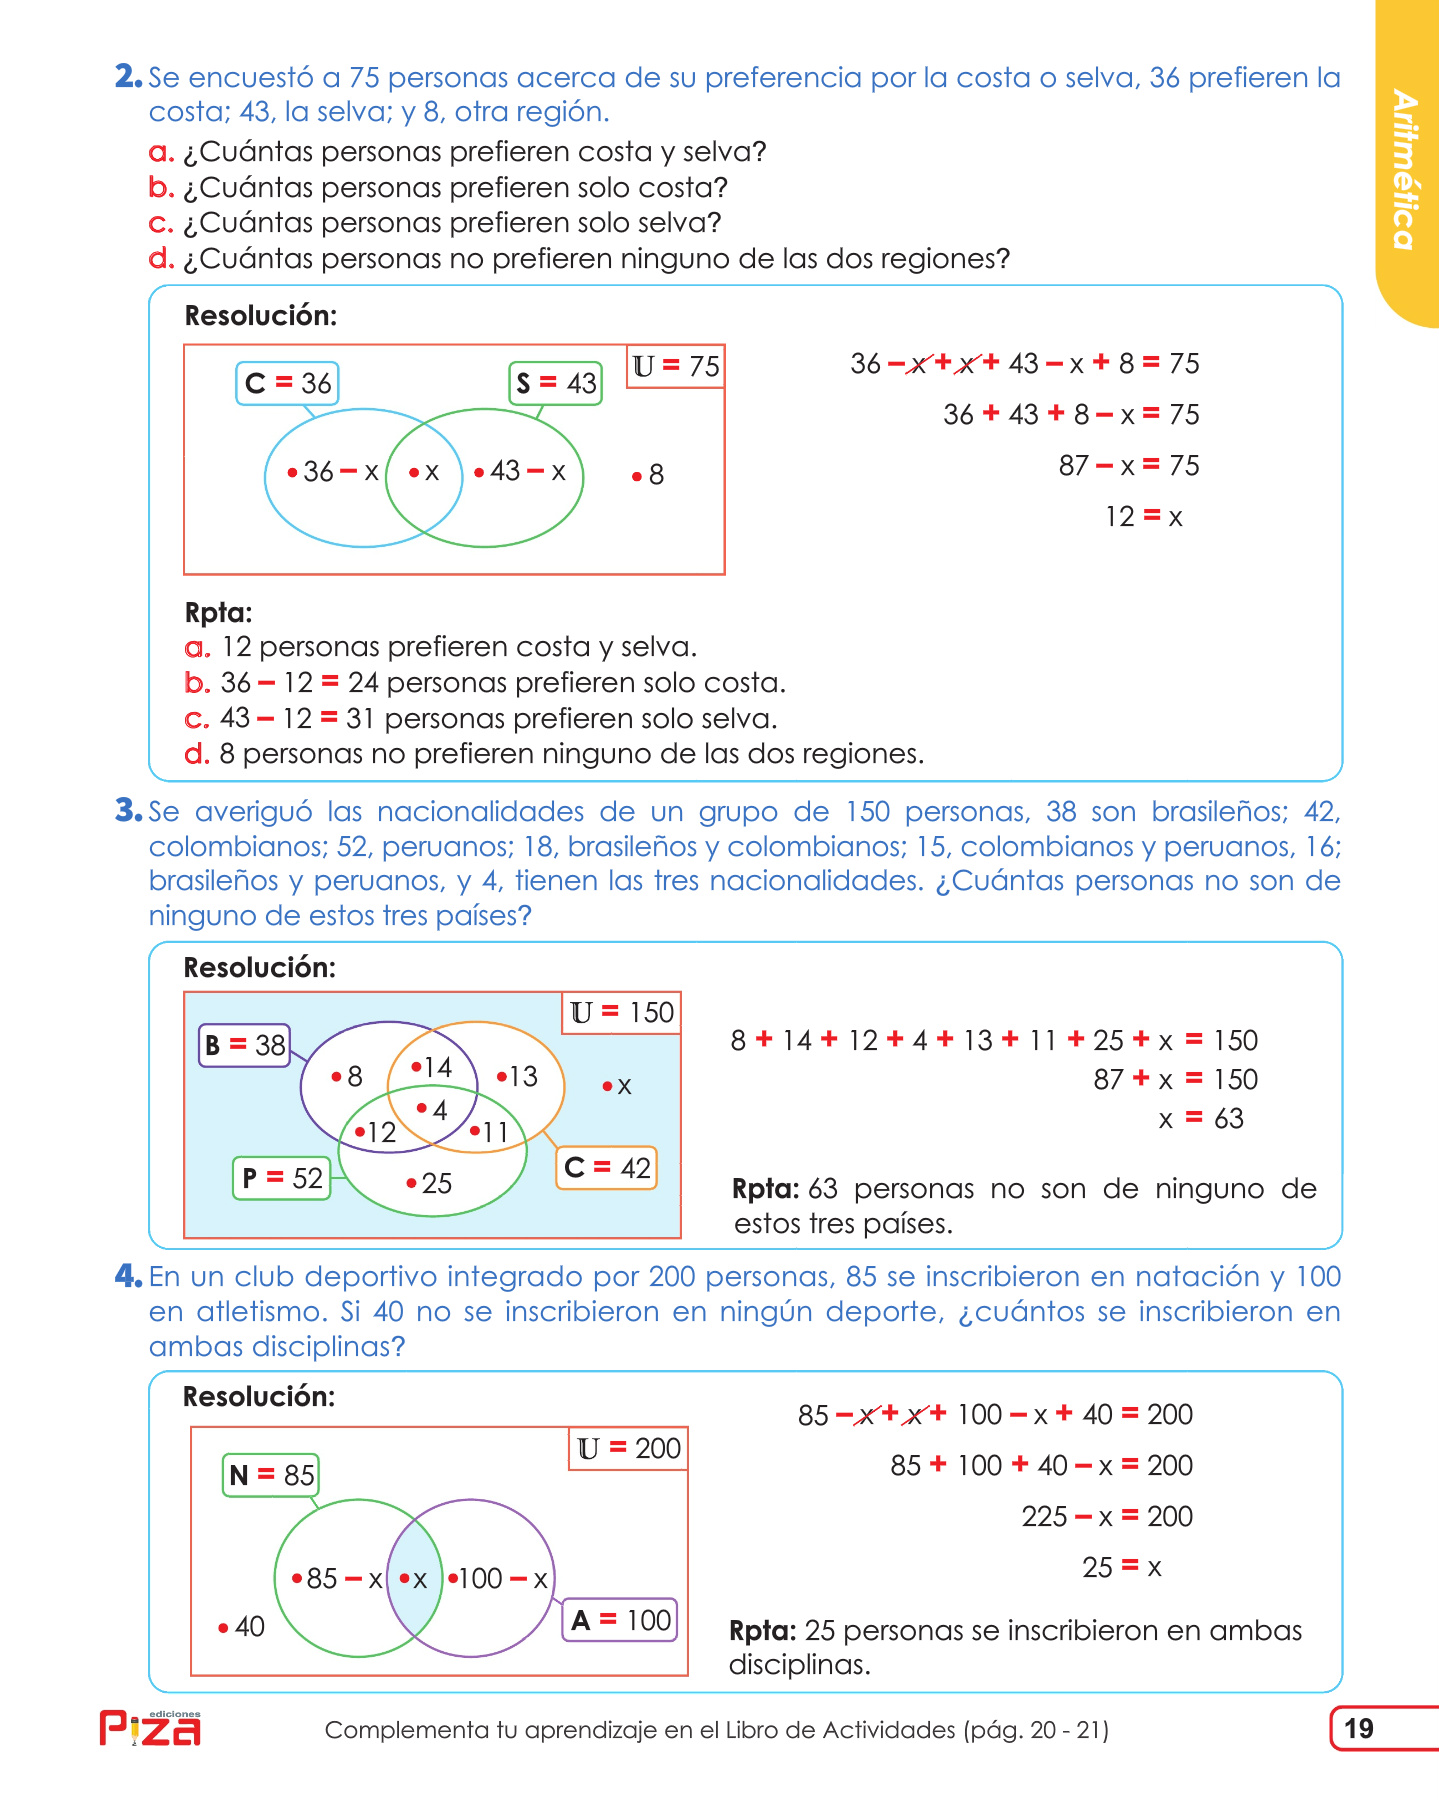 Aritmética
2. Se encuestó a 75 personas acerca de su preferencia por la costa o selva, 36 prefieren la
costa; 43, la selva; y 8, otra región.
a. ¿Cuántas personas prefieren costa y selva?
b. ¿Cuántas personas prefieren solo costa?
c. ¿Cuántas personas prefieren solo selva?
d. ¿Cuántas personas no prefieren ninguno de las dos regiones?
Resolución:
C = 36
S = 43
𝕌 = 75
• 36 – x
• x
• 43 – x
• 8
36 – x + x + 43 – x + 8 = 75
36 + 43 + 8 – x = 75
87 – x = 75
12 = x
Rpta:
a. 12 personas prefieren costa y selva.
b. 36 – 12 = 24 personas prefieren solo costa.
c. 43 – 12 = 31 personas prefieren solo selva.
d. 8 personas no prefieren ninguno de las dos regiones.
3. Se averiguó las nacionalidades de un grupo de 150 personas, 38 son brasileños; 42,
colombianos; 52, peruanos; 18, brasileños y colombianos; 15, colombianos y peruanos, 16;
brasileños y peruanos, y 4, tienen las tres nacionalidades. ¿Cuántas personas no son de
ninguno de estos tres países?
Resolución:
𝕌 = 150
B = 38
• 8
• 14
• 13
• x
• 4
• 12
• 11
P = 52
• 25
C = 42
8 + 14 + 12 + 4 + 13 + 11 + 25 + x = 150
87 + x = 150
x = 63
Rpta: 63 personas no son de ninguno de
estos tres países.
4. En un club deportivo integrado por 200 personas, 85 se inscribieron en natación y 100
en atletismo. Si 40 no se inscribieron en ningún deporte, ¿cuántos se inscribieron en
ambas disciplinas?
Resolución:
𝕌 = 200
N = 85
• 85 – x
• x
• 100 – x
• 40
A = 100
85 – x + x + 100 – x + 40 = 200
85 + 100 + 40 – x = 200
225 – x = 200
25 = x
Rpta: 25 personas se inscribieron en ambas
disciplinas.
ediciones
Piza
Complementa tu aprendizaje en el Libro de Actividades (pág. 20 - 21)
19